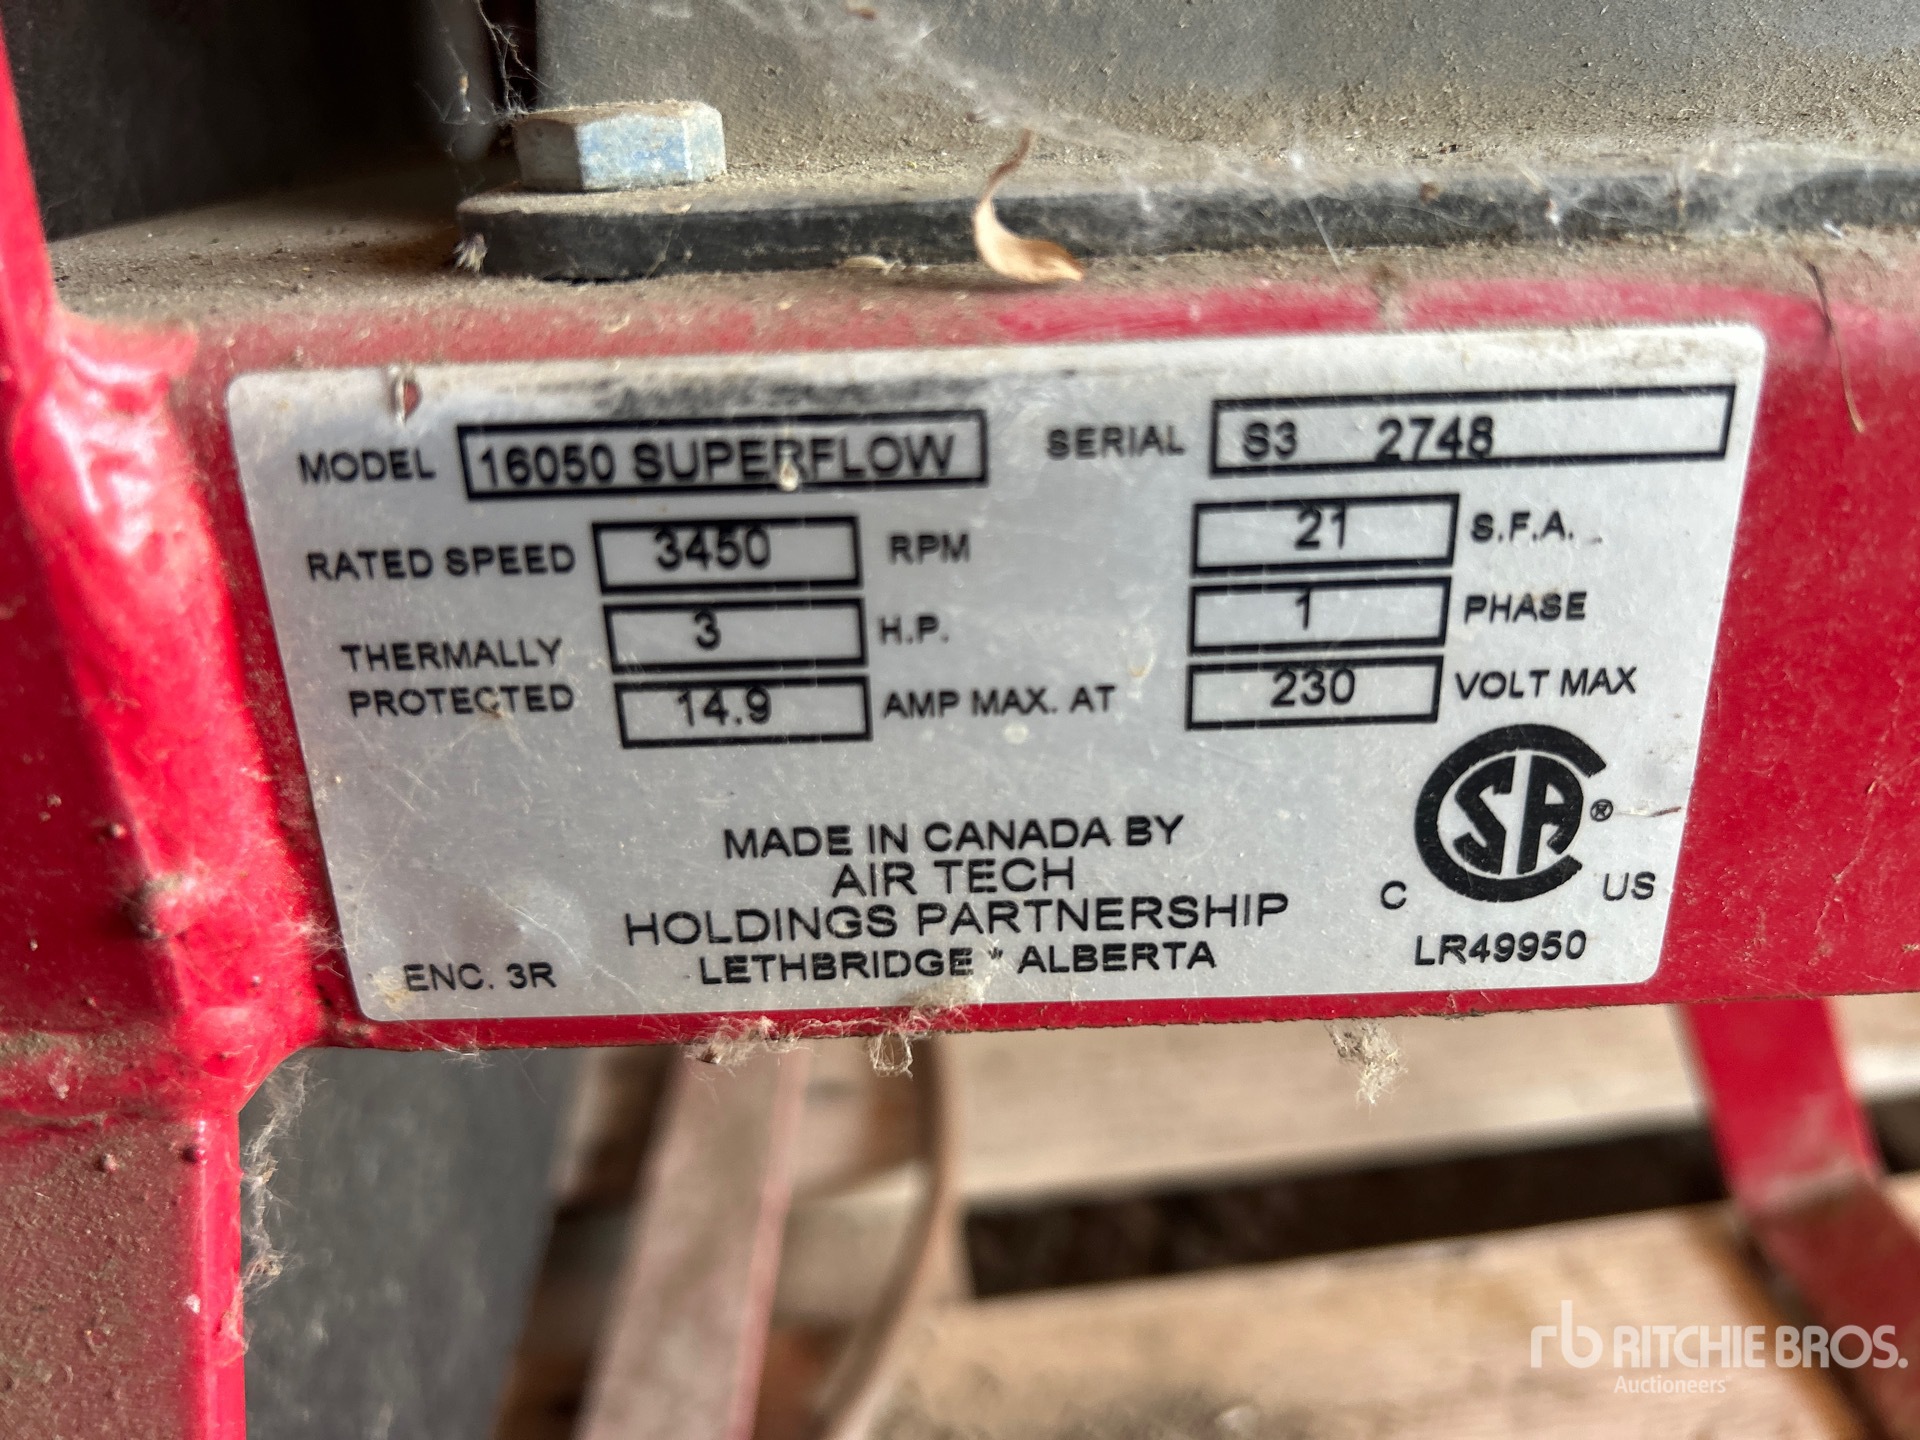 MODEL 16050 SUPERFLOW SERIAL S3 2748
RATED SPEED 3450 RPM 21 S.F.A.
THERMALLY PROTECTED 3 H.P. 1 PHASE
14.9 AMP MAX. AT 230 VOLT MAX
MADE IN CANADA BY
AIR TECH
HOLDINGS PARTNERSHIP
LETHBRIDGE * ALBERTA
ENC. 3R
CSA®
C US
LR49950
rb RITCHIE BROS.
Auctioneers